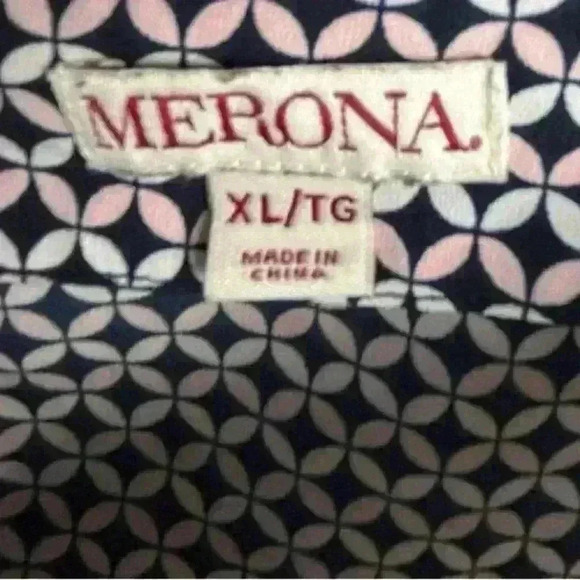 MERONA.
XL/TG
MADE IN
CHINA